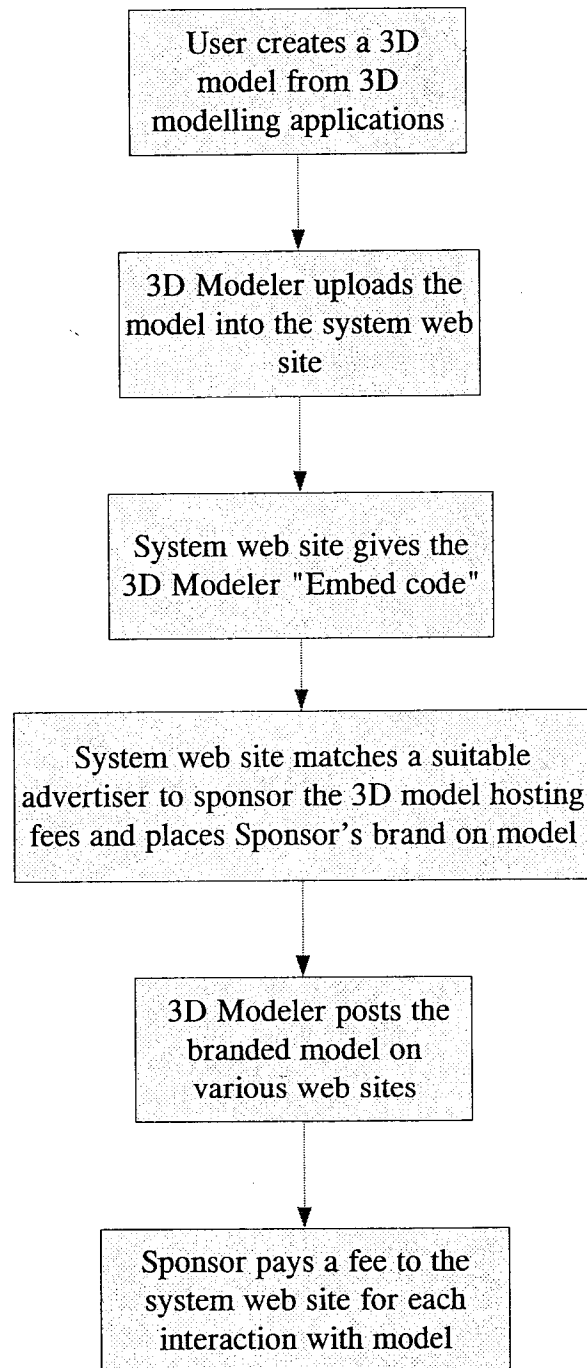 User creates a 3D
model from 3D
modelling applications
3D Modeler uploads the
model into the system web
site
System web site gives the
3D Modeler "Embed code"
System web site matches a suitable
advertiser to sponsor the 3D model hosting
fees and places Sponsor's brand on model
3D Modeler posts the
branded model on
various web sites
Sponsor pays a fee to the
system web site for each
interaction with model